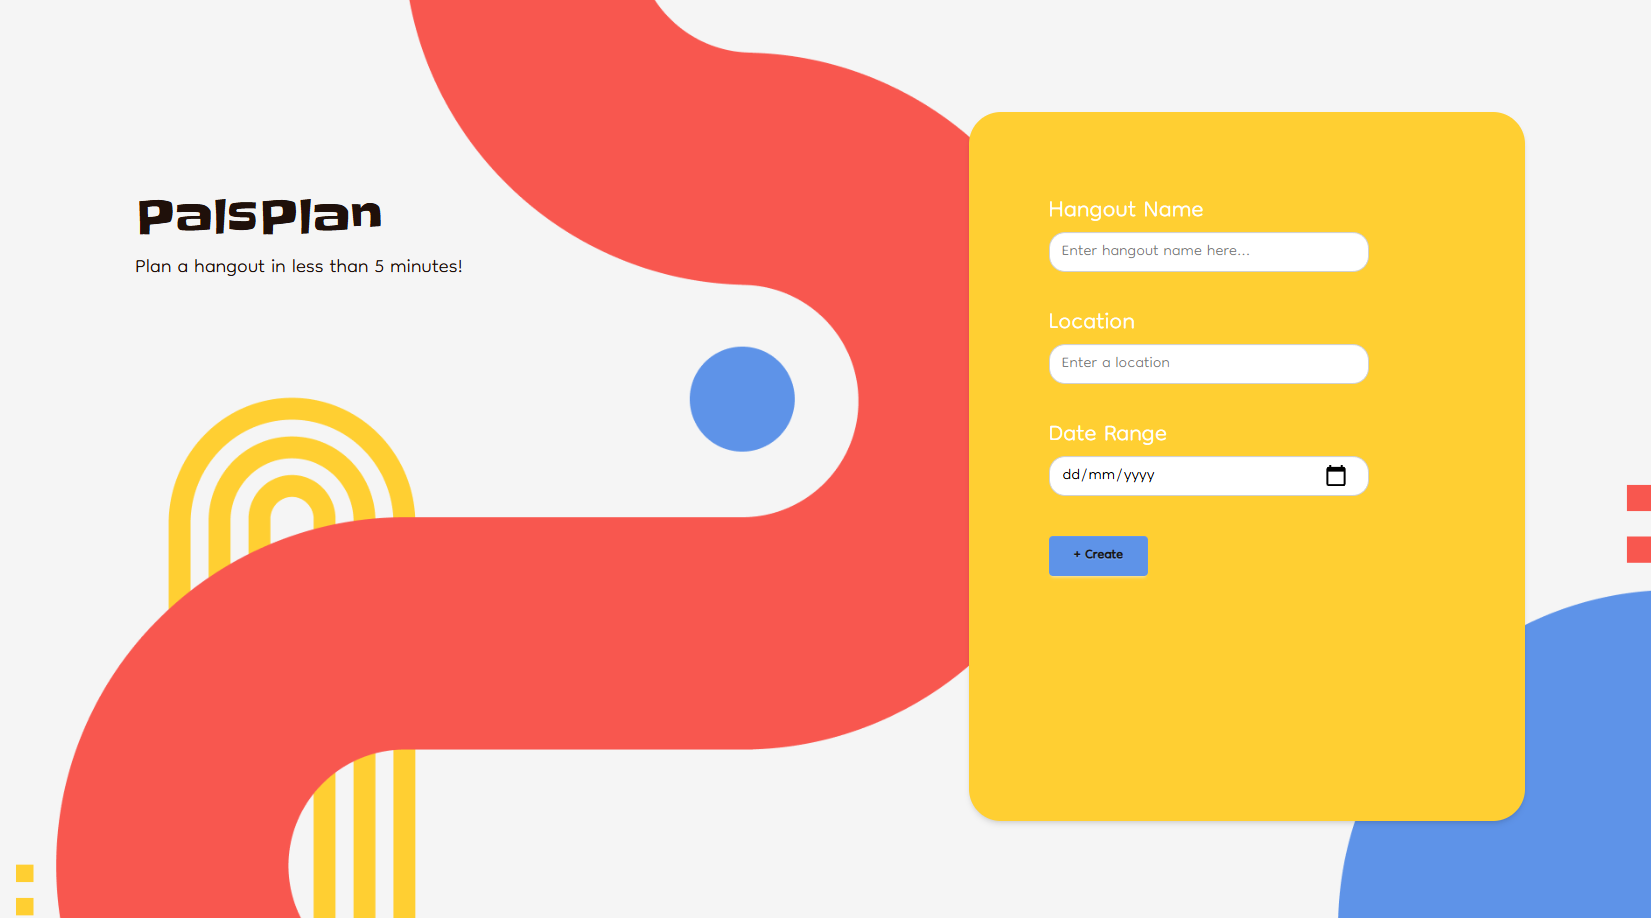 PalsPlan
Plan a hangout in less than 5 minutes!
Hangout Name
Enter hangout name here...
Location
Enter a location
Date Range
dd/mm/yyyy
+ Create